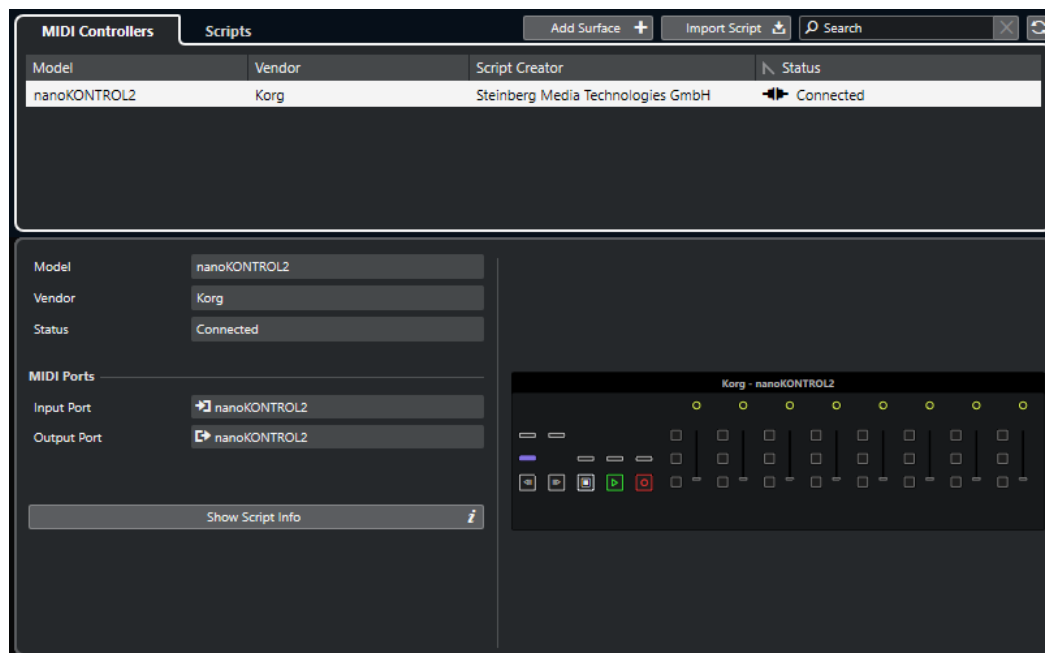 MIDI Controllers Scripts Add Surface Import Script Search
Model Vendor Script Creator Status
nanoKONTROL2 Korg Steinberg Media Technologies GmbH Connected
Model nanoKONTROL2
Vendor Korg
Status Connected
MIDI Ports
Korg - nanoKONTROL2
Input Port nanoKONTROL2
Output Port nanoKONTROL2
Show Script Info i